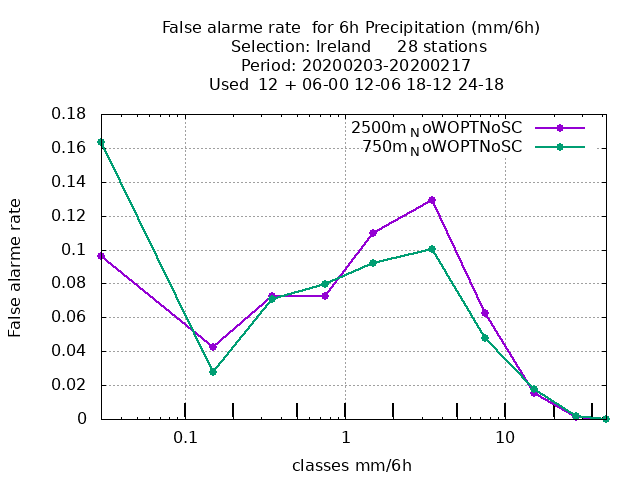 False alarme rate  for 6h Precipitation (mm/6h)
Selection: Ireland     28 stations
Period: 20200203-20200217
Used  12 + 06-00 12-06 18-12 24-18
2500m_NoWOPTNoSC
750m_NoWOPTNoSC
False alarme rate
0.18
0.16
0.14
0.12
0.1
0.08
0.06
0.04
0.02
0
0.1
1
10
classes mm/6h